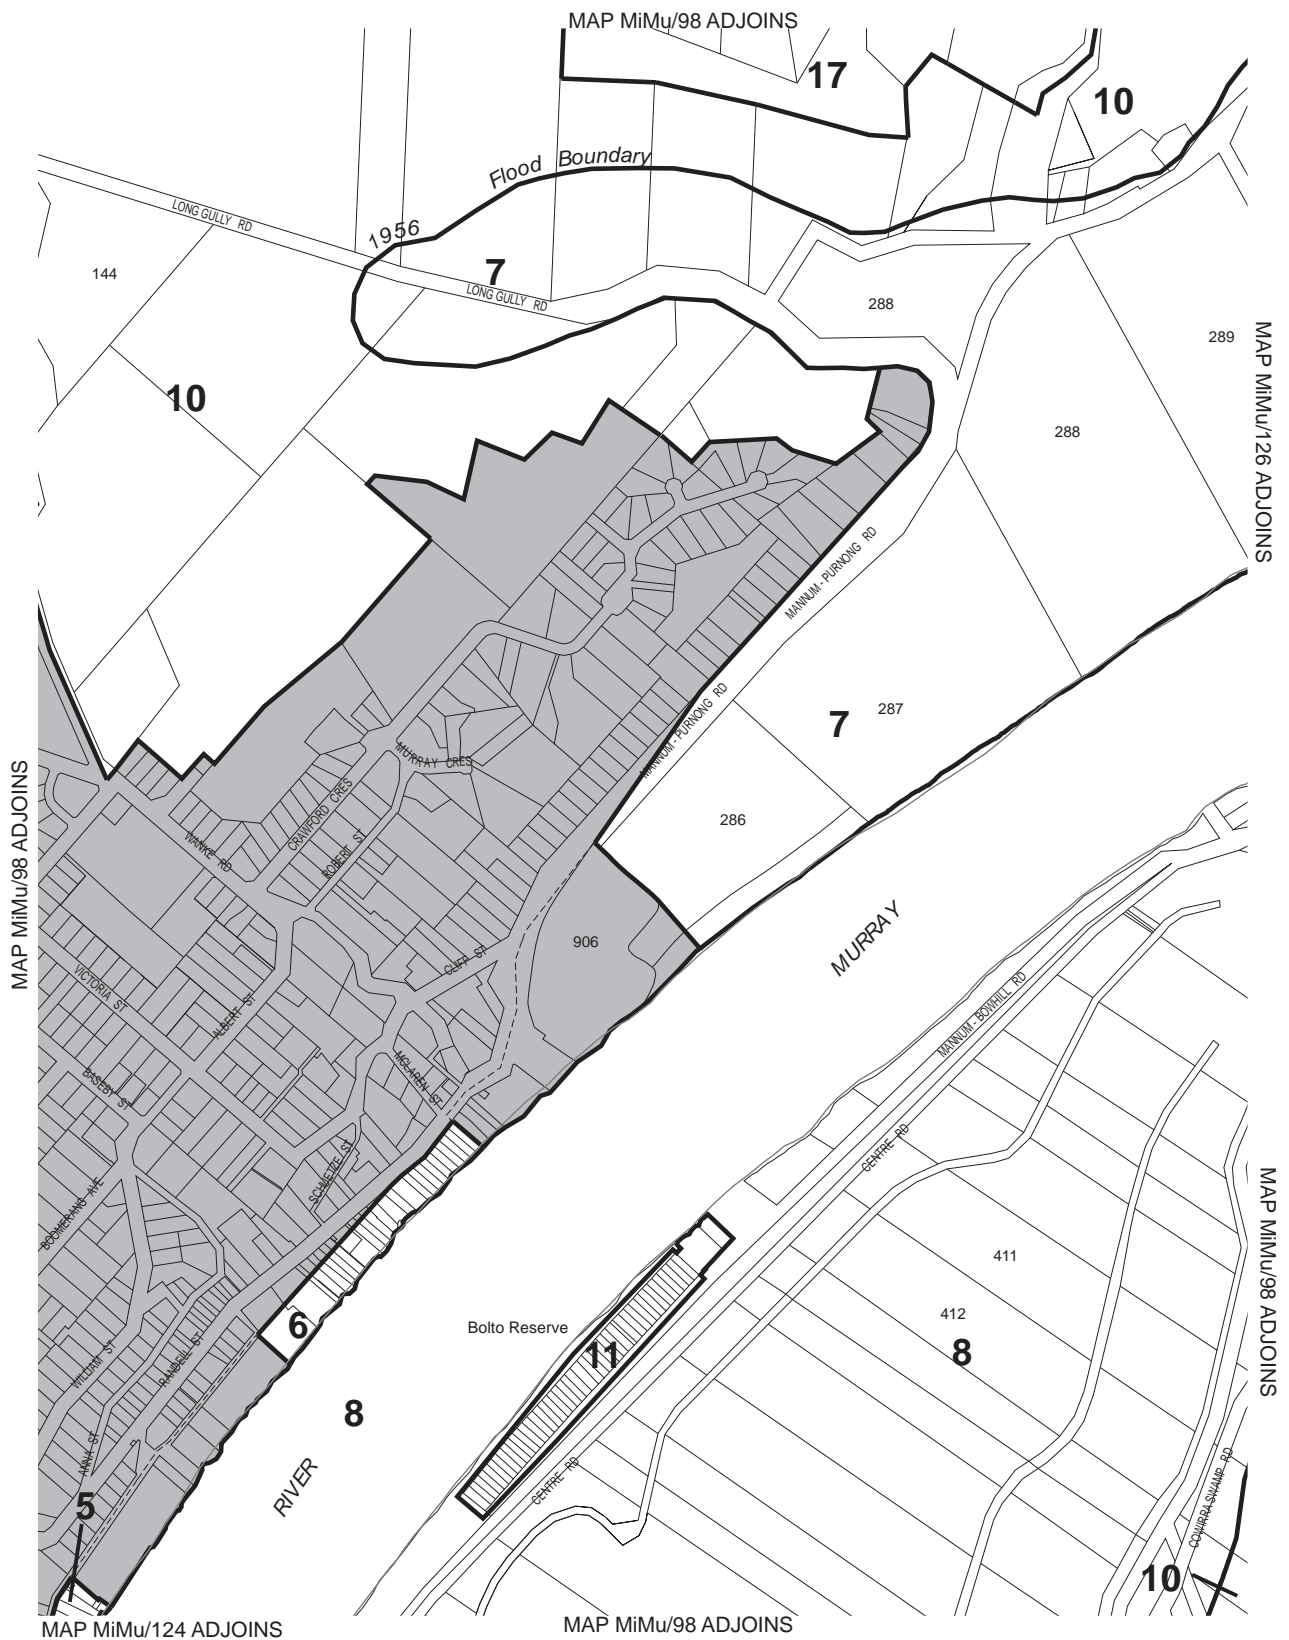 MAP MiMu/98 ADJOINS
17
10
Flood Boundary
1956
LONG GULLY RD
144
7
LONG GULLY RD
288
289
MAP MiMu/126 ADJOINS
10
288
MANNUM - PURNONG RD
MANNUM - PURNONG RD
7
287
286
MAP MiMu/98 ADJOINS
MURRAY CRES
CRAWFORD CRES
WANKE RD
ROBERT ST
906
MURRAY
CLIFF ST
VICTORIA ST
ALBERT ST
MANNUM - BOWHILL RD
BASEBY ST
MCLAREN ST
CENTRE RD
SCHMETZE ST
BOOMERANG AVE
MAP MiMu/98 ADJOINS
411
412
6
Bolto Reserve
11
8
WILLIAM ST
RANDELL ST
8
ANNA ST
RIVER
CENTRE RD
COWIRRA SWAMP RD
5
10
MAP MiMu/124 ADJOINS
MAP MiMu/98 ADJOINS